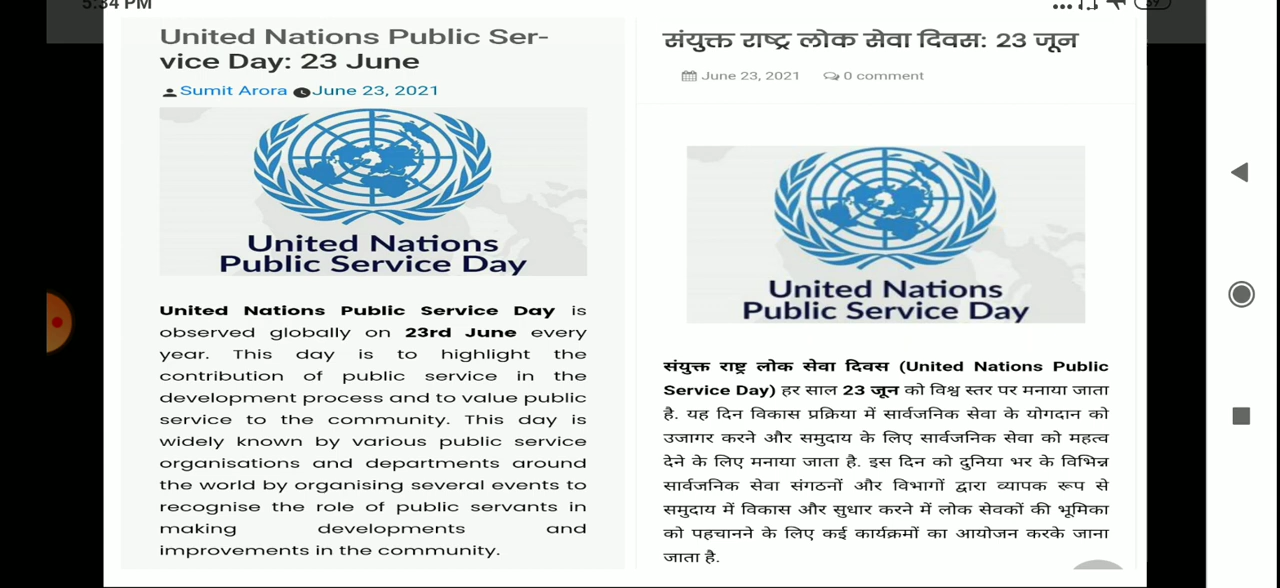 5:34 PM
United Nations Public Ser-
vice Day: 23 June
Sumit Arora June 23, 2021
United Nations
Public Service Day
United Nations Public Service Day is
observed globally on 23rd June every
year. This day is to highlight the
contribution of public service in the
development process and to value public
service to the community. This day is
widely known by various public service
organisations and departments around
the world by organising several events to
recognise the role of public servants in
making developments and
improvements in the community.
संयुक्त राष्ट्र लोक सेवा दिवस: 23 जून
June 23, 2021 0 comment
United Nations
Public Service Day
संयुक्त राष्ट्र लोक सेवा दिवस (United Nations Public
Service Day) हर साल 23 जून को विश्व स्तर पर मनाया जाता
है. यह दिन विकास प्रक्रिया में सार्वजनिक सेवा के योगदान को
उजागर करने और समुदाय के लिए सार्वजनिक सेवा को महत्व
देने के लिए मनाया जाता है. इस दिन को दुनिया भर के विभिन्न
सार्वजनिक सेवा संगठनों और विभागों द्वारा व्यापक रूप से
समुदाय में विकास और सुधार करने में लोक सेवकों की भूमिका
को पहचानने के लिए कई कार्यक्रमों का आयोजन करके जाना
जाता है.